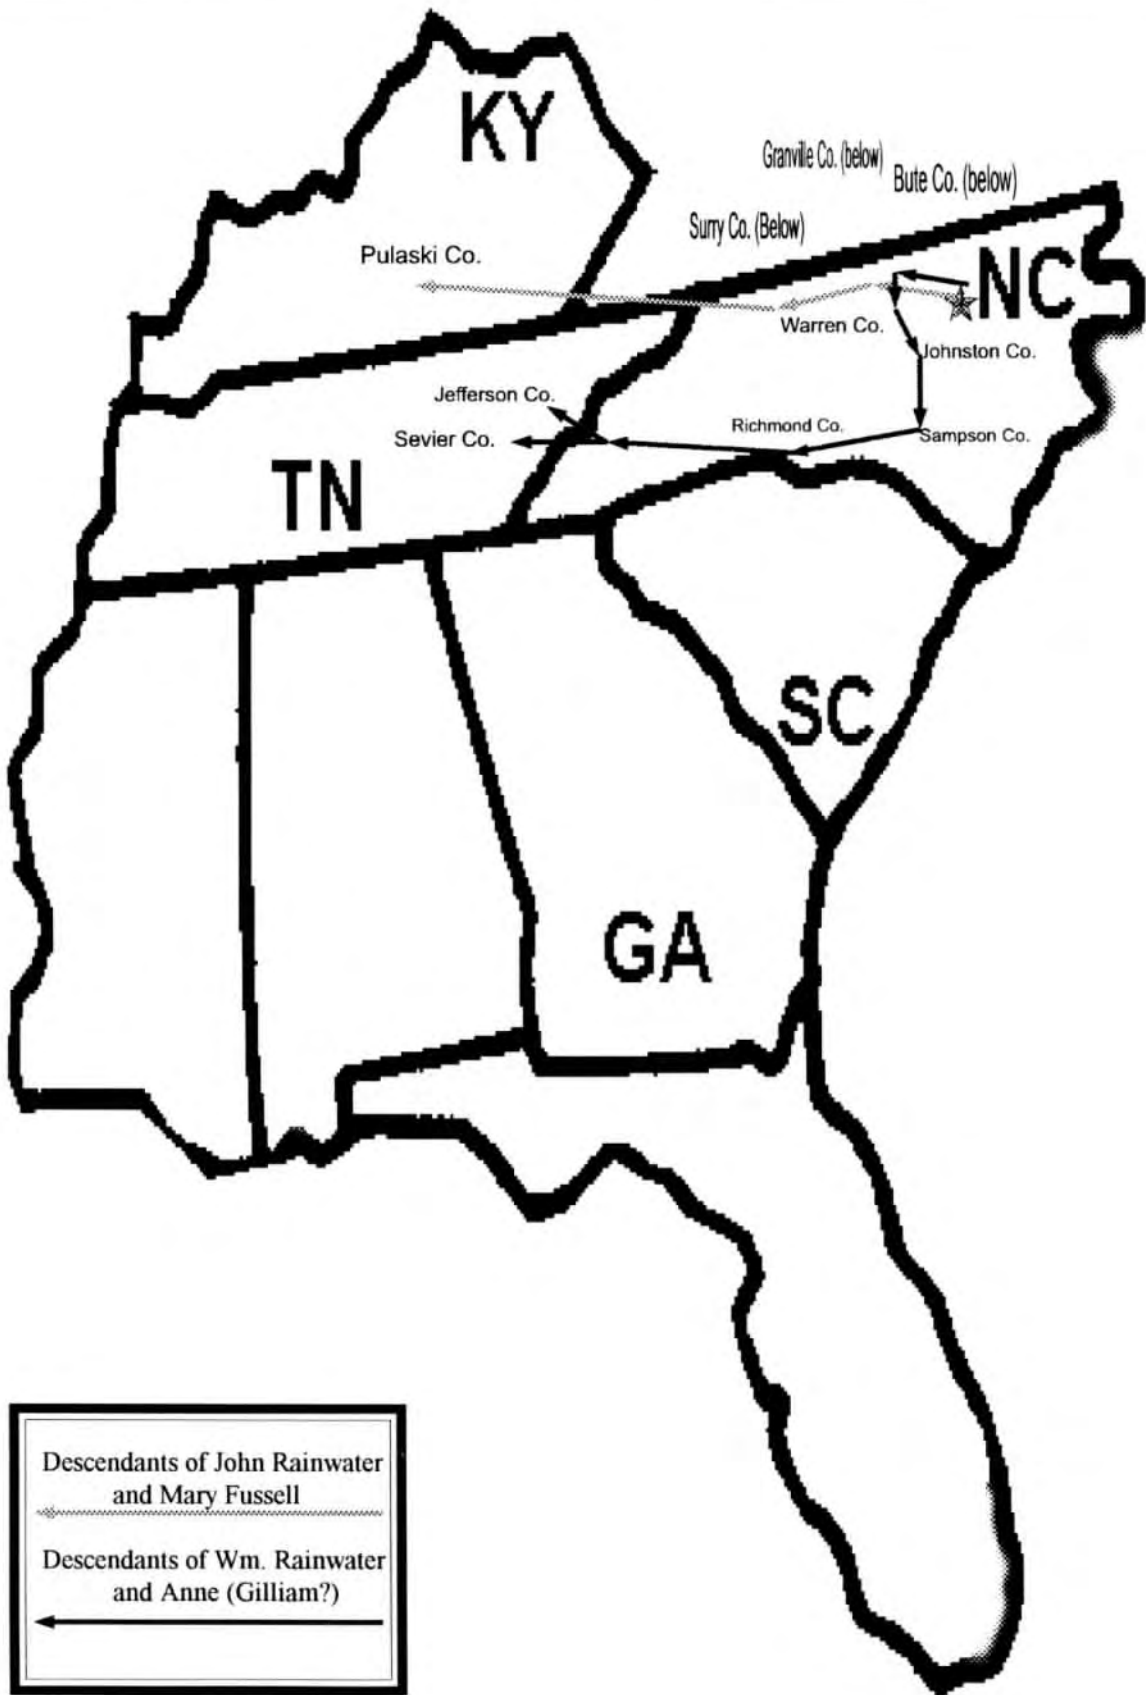 KY
Granville Co. (below)
Bute Co. (below)
Surry Co. (Below)
Pulaski Co.
NC
Warren Co.
Johnston Co.
Jefferson Co.
Richmond Co.
Sevier Co.
Sampson Co.
TN
SC
GA
Descendants of John Rainwater
and Mary Fussell
Descendants of Wm. Rainwater
and Anne (Gilliam?)